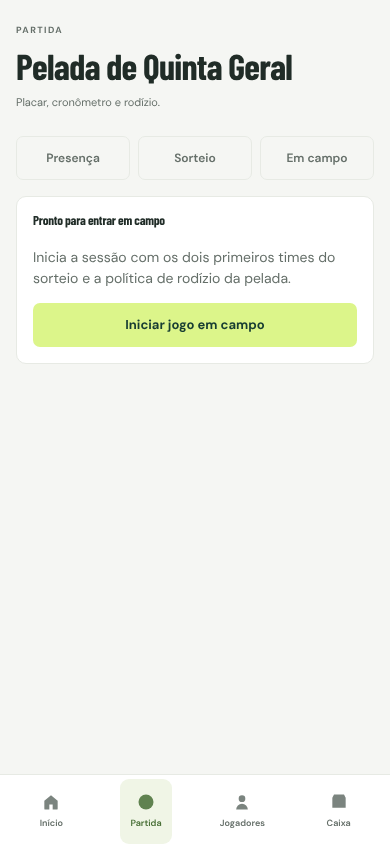 PARTIDA
Pelada de Quinta Geral
Placar, cronômetro e rodízio.
Presença
Sorteio
Em campo
Pronto para entrar em campo
Inicia a sessão com os dois primeiros times do
sorteio e a política de rodízio da pelada.
Iniciar jogo em campo
Início
Partida
Jogadores
Caixa